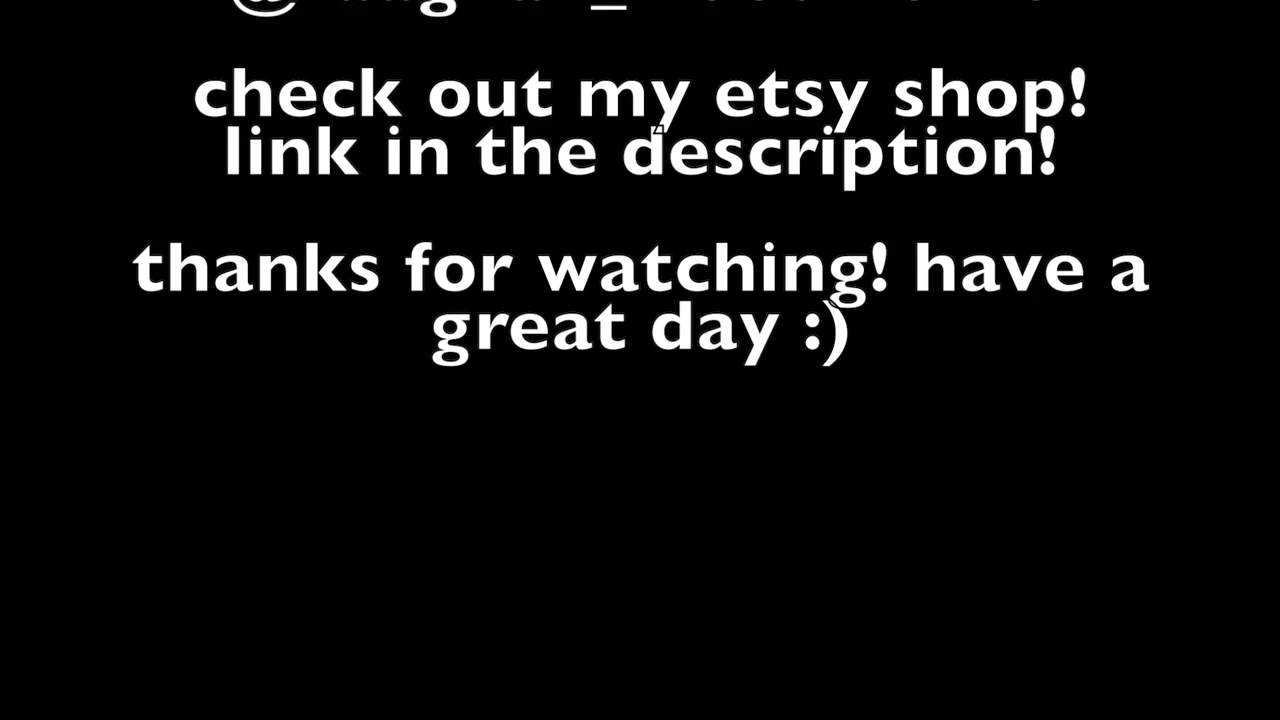 check out my etsy shop!
link in the description!
thanks for watching! have a
great day :)